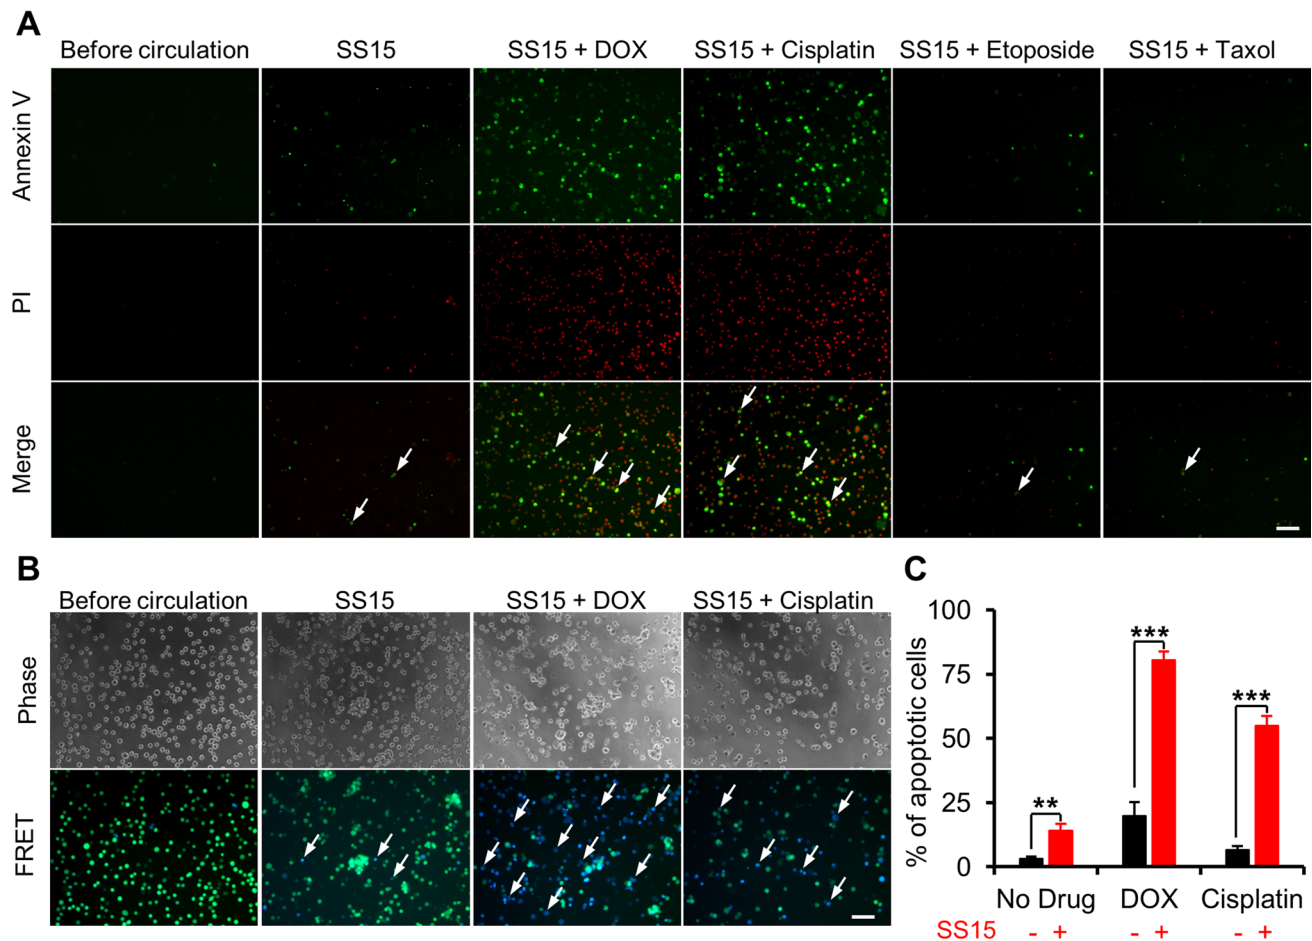 A
Before circulation SS15 SS15 + DOX SS15 + Cisplatin SS15 + Etoposide SS15 + Taxol
Annexin V
PI
Merge
B
Before circulation SS15 SS15 + DOX SS15 + Cisplatin
Phase
FRET
C
% of apoptotic cells
100
75
50
25
0
**
***
***
No Drug DOX Cisplatin
SS15 - + - + - +